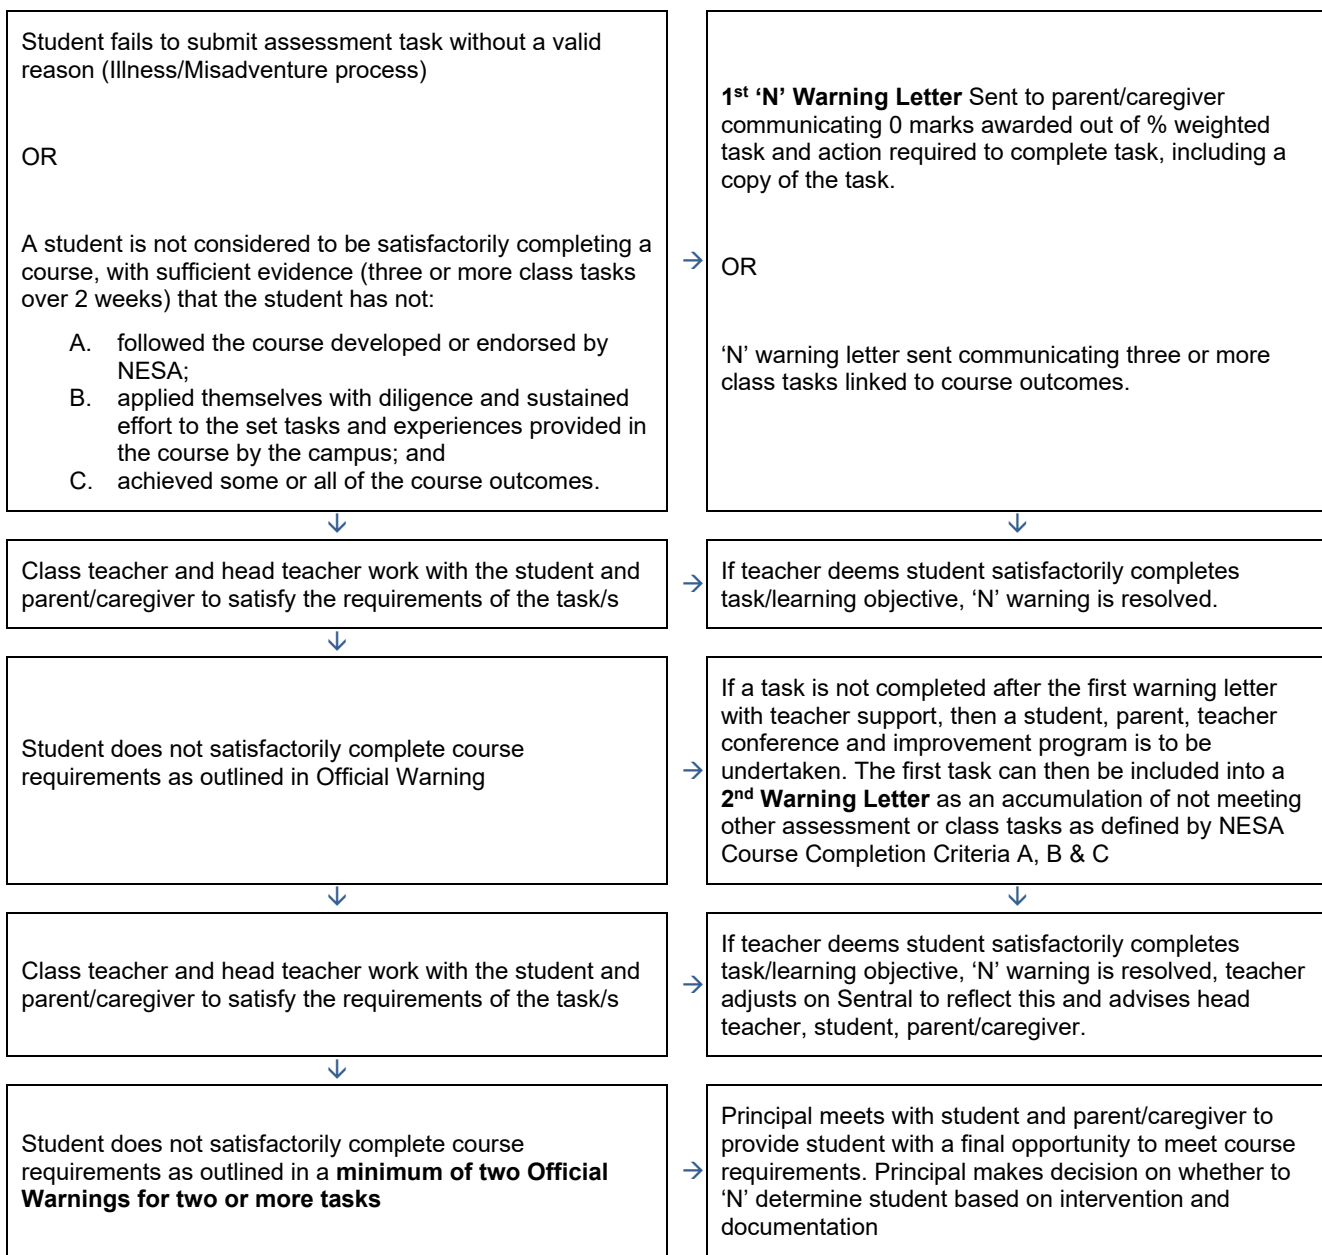 Student fails to submit assessment task without a valid
reason (Illness/Misadventure process)
OR
A student is not considered to be satisfactorily completing a
course, with sufficient evidence (three or more class tasks
over 2 weeks) that the student has not:
A. followed the course developed or endorsed by
NESA;
B. applied themselves with diligence and sustained
effort to the set tasks and experiences provided in
the course by the campus; and
C. achieved some or all of the course outcomes.
→
1st ‘N’ Warning Letter Sent to parent/caregiver
communicating 0 marks awarded out of % weighted
task and action required to complete task, including a
copy of the task.
OR
‘N’ warning letter sent communicating three or more
class tasks linked to course outcomes.
↓
↓
Class teacher and head teacher work with the student and
parent/caregiver to satisfy the requirements of the task/s
→
If teacher deems student satisfactorily completes
task/learning objective, ‘N’ warning is resolved.
↓
Student does not satisfactorily complete course
requirements as outlined in Official Warning
→
If a task is not completed after the first warning letter
with teacher support, then a student, parent, teacher
conference and improvement program is to be
undertaken. The first task can then be included into a
2nd Warning Letter as an accumulation of not meeting
other assessment or class tasks as defined by NESA
Course Completion Criteria A, B & C
↓
↓
Class teacher and head teacher work with the student and
parent/caregiver to satisfy the requirements of the task/s
→
If teacher deems student satisfactorily completes
task/learning objective, ‘N’ warning is resolved, teacher
adjusts on Sentral to reflect this and advises head
teacher, student, parent/caregiver.
↓
Student does not satisfactorily complete course
requirements as outlined in a minimum of two Official
Warnings for two or more tasks
→
Principal meets with student and parent/caregiver to
provide student with a final opportunity to meet course
requirements. Principal makes decision on whether to
‘N’ determine student based on intervention and
documentation